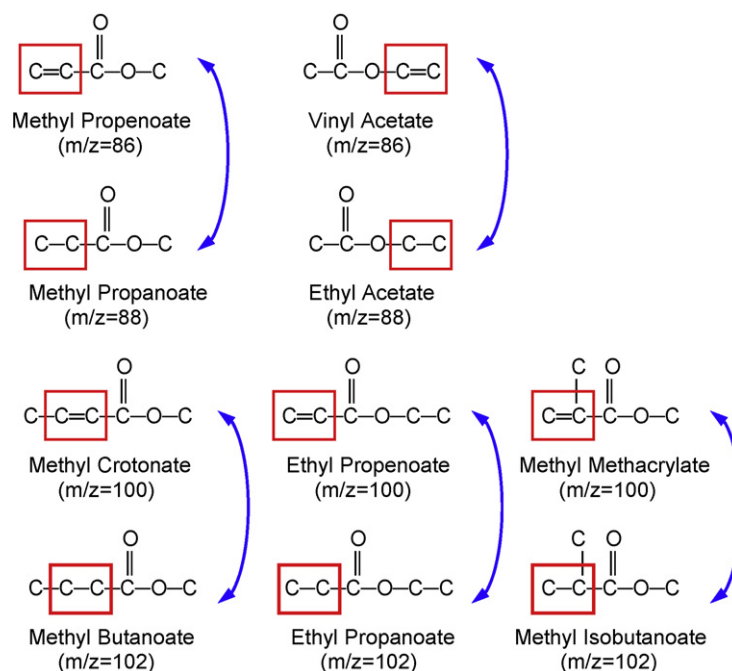 O
C=C–C–O–C
Methyl Propenoate
(m/z=86)
O
C–C–O–C=C
Vinyl Acetate
(m/z=86)
O
C–C–C–O–C
Methyl Propanoate
(m/z=88)
O
C–C–O–C–C
Ethyl Acetate
(m/z=88)
O
C–C=C–C–O–C
Methyl Crotonate
(m/z=100)
O
C=C–C–O–C–C
Ethyl Propenoate
(m/z=100)
C O
C=C–C–O–C
Methyl Methacrylate
(m/z=100)
O
C–C–C–C–O–C
Methyl Butanoate
(m/z=102)
O
C–C–C–O–C–C
Ethyl Propanoate
(m/z=102)
C O
C–C–C–O–C
Methyl Isobutanoate
(m/z=102)